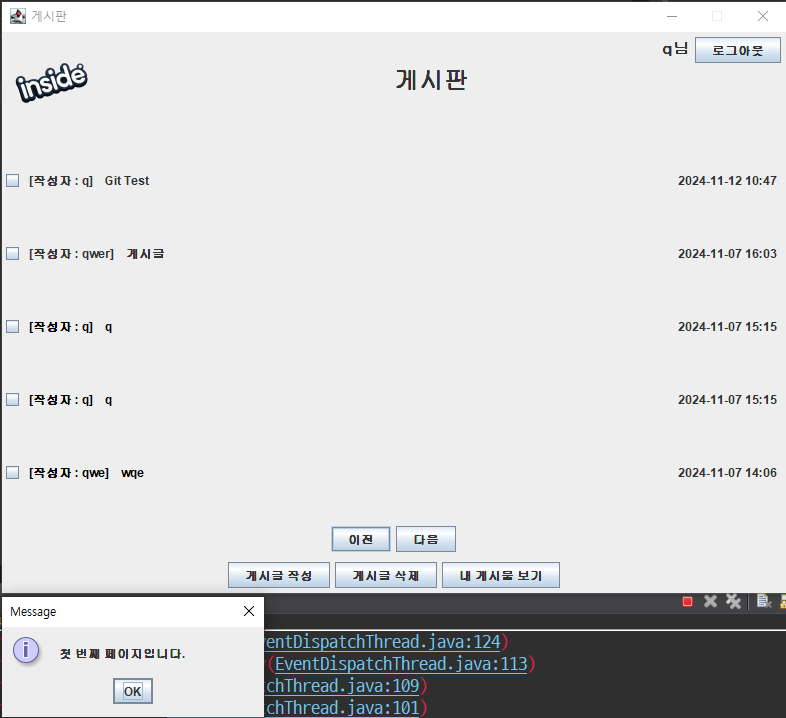 게시판
q님 로그아웃
inside
게시판
[작성자 : q] Git Test 2024-11-12 10:47
[작성자 : qwer] 게시글 2024-11-07 16:03
[작성자 : q] q 2024-11-07 15:15
[작성자 : q] q 2024-11-07 15:15
[작성자 : qwe] wqe 2024-11-07 14:06
이전 다음
게시글 작성 게시글 삭제 내 게시물 보기
Message
첫 번째 페이지입니다.
OK
ventDispatchThread.java:124)
(EventDispatchThread.java:113)
chThread.java:109)
chThread.java:101)